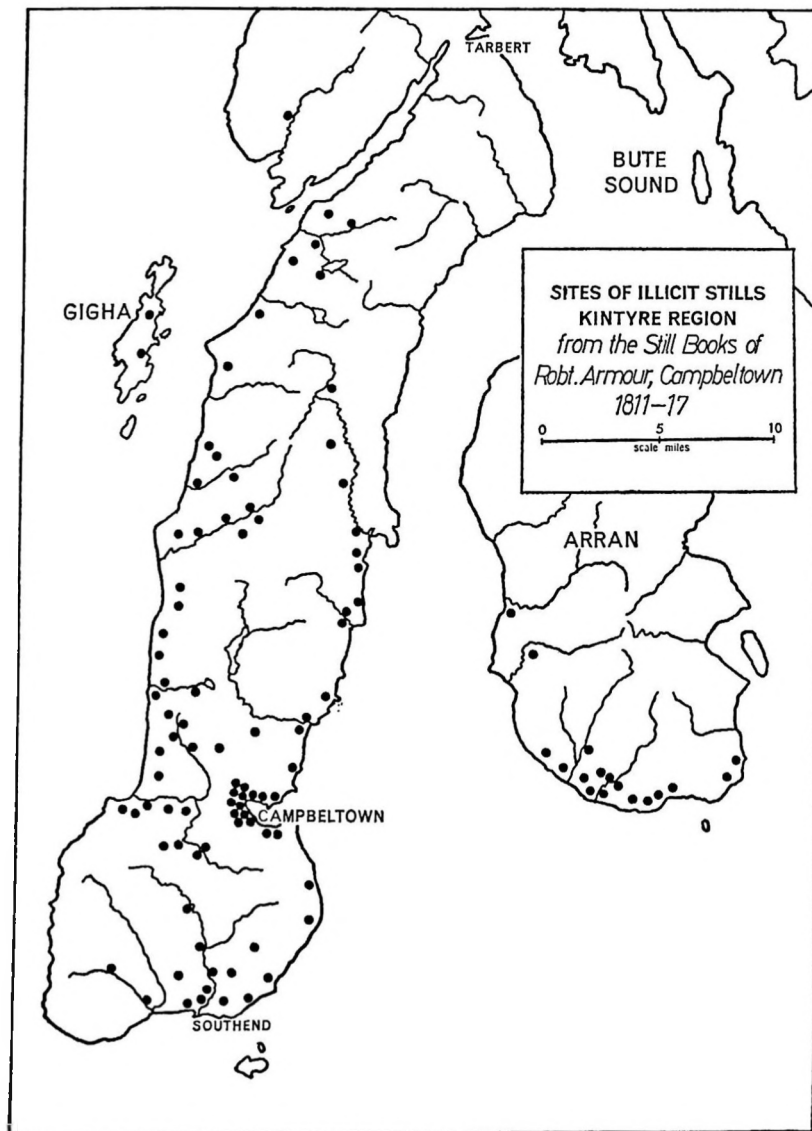 TARBERT
BUTE
SOUND
GIGHA
SITES OF ILLICIT STILLS
KINTYRE REGION
from the Still Books of
Robt. Armour, Campbeltown
1811–17
0 5 10
scale miles
ARRAN
CAMPBELTOWN
SOUTHEND